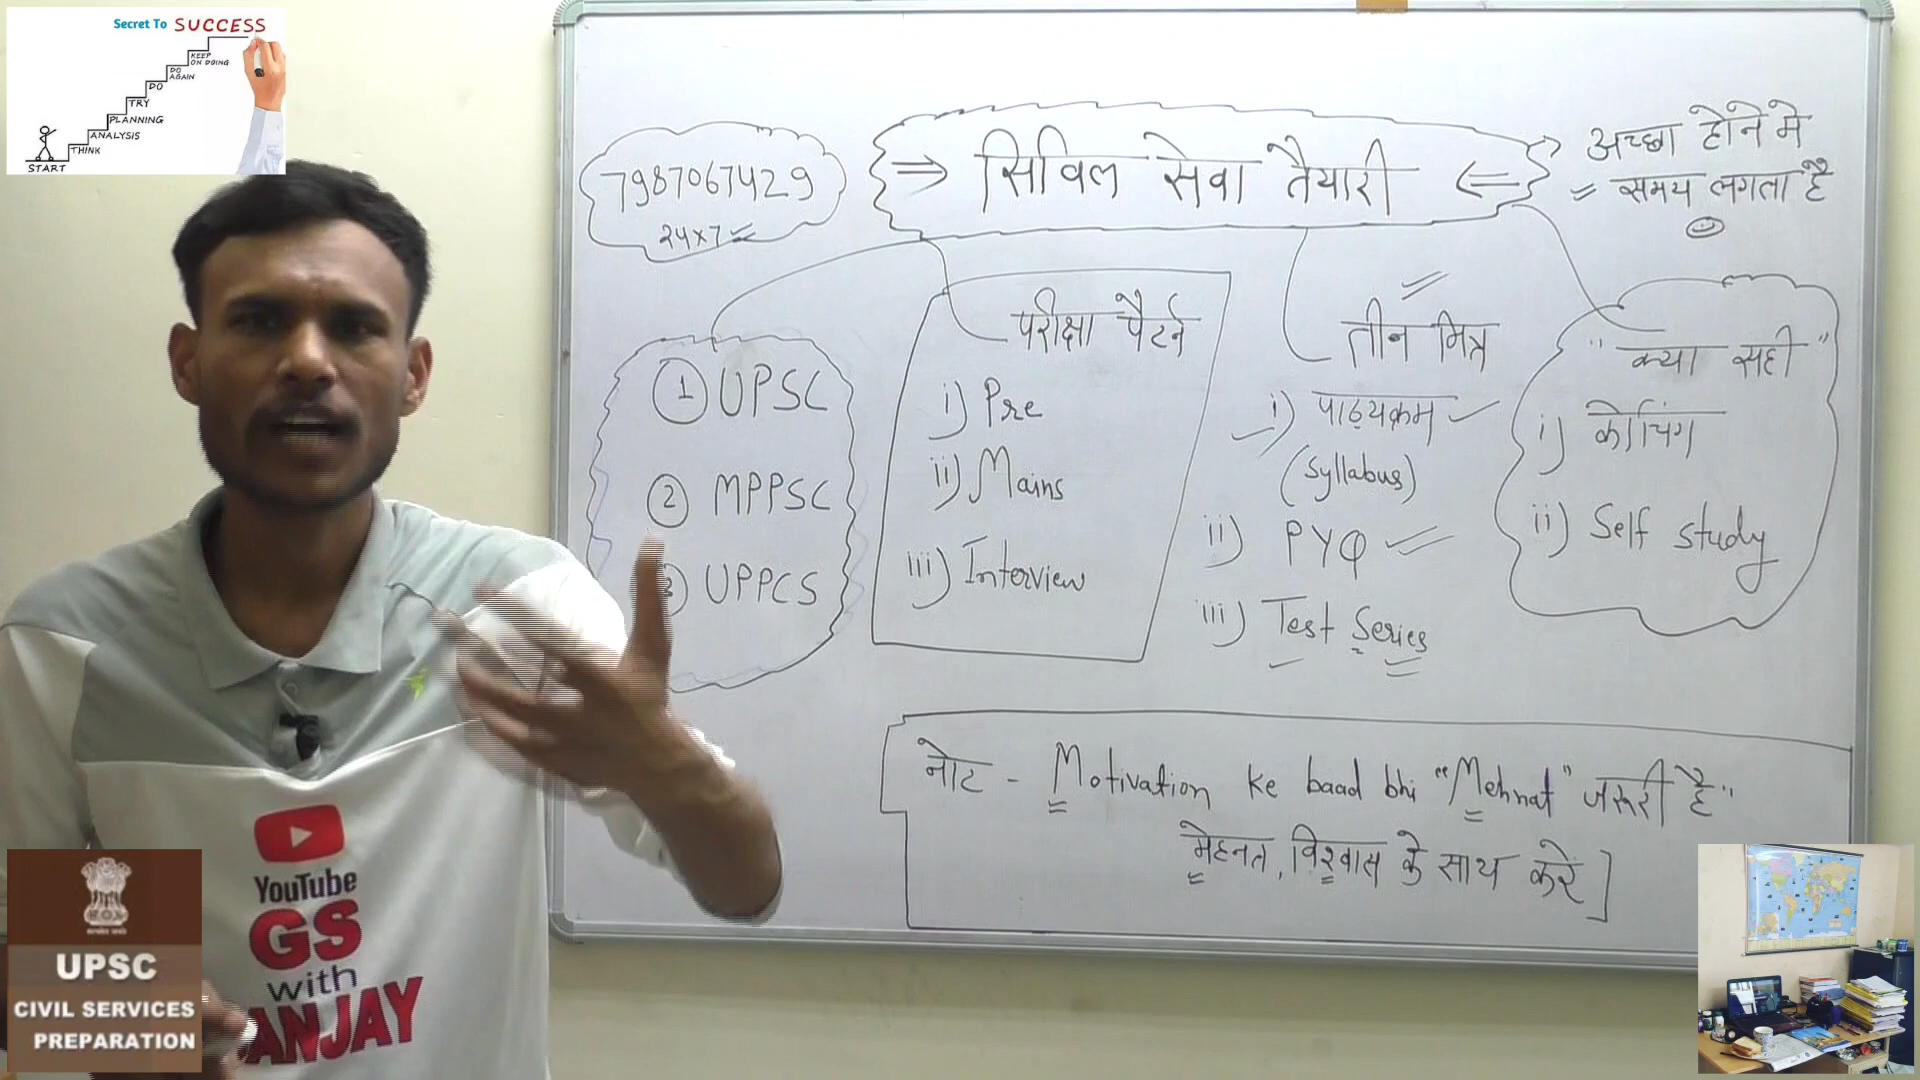 Secret To SUCCESS
KEEP
ON DOING
DO
AGAIN
DO
TRY
PLANNING
ANALYSIS
THINK
START
7987067429
24x7
⇒ सिविल सेवा तैयारी ⇐
अच्छा होने मे
= समय लगता है
① UPSC
② MPPSC
③ UPPCS
परीक्षा पैटर्न
i) Pre
ii) Mains
iii) Interview
तीन मित्र
i) पाठ्यक्रम
(syllabus)
ii) PYQ
iii) Test Series
"क्या सही"
i) कोचिंग
ii) Self study
नोट - Motivation ke baad bhi "Mehnat" जरूरी है"
मेहनत, विश्वास के साथ करे]
YouTube
GS
with
ANJAY
UPSC
CIVIL SERVICES
PREPARATION